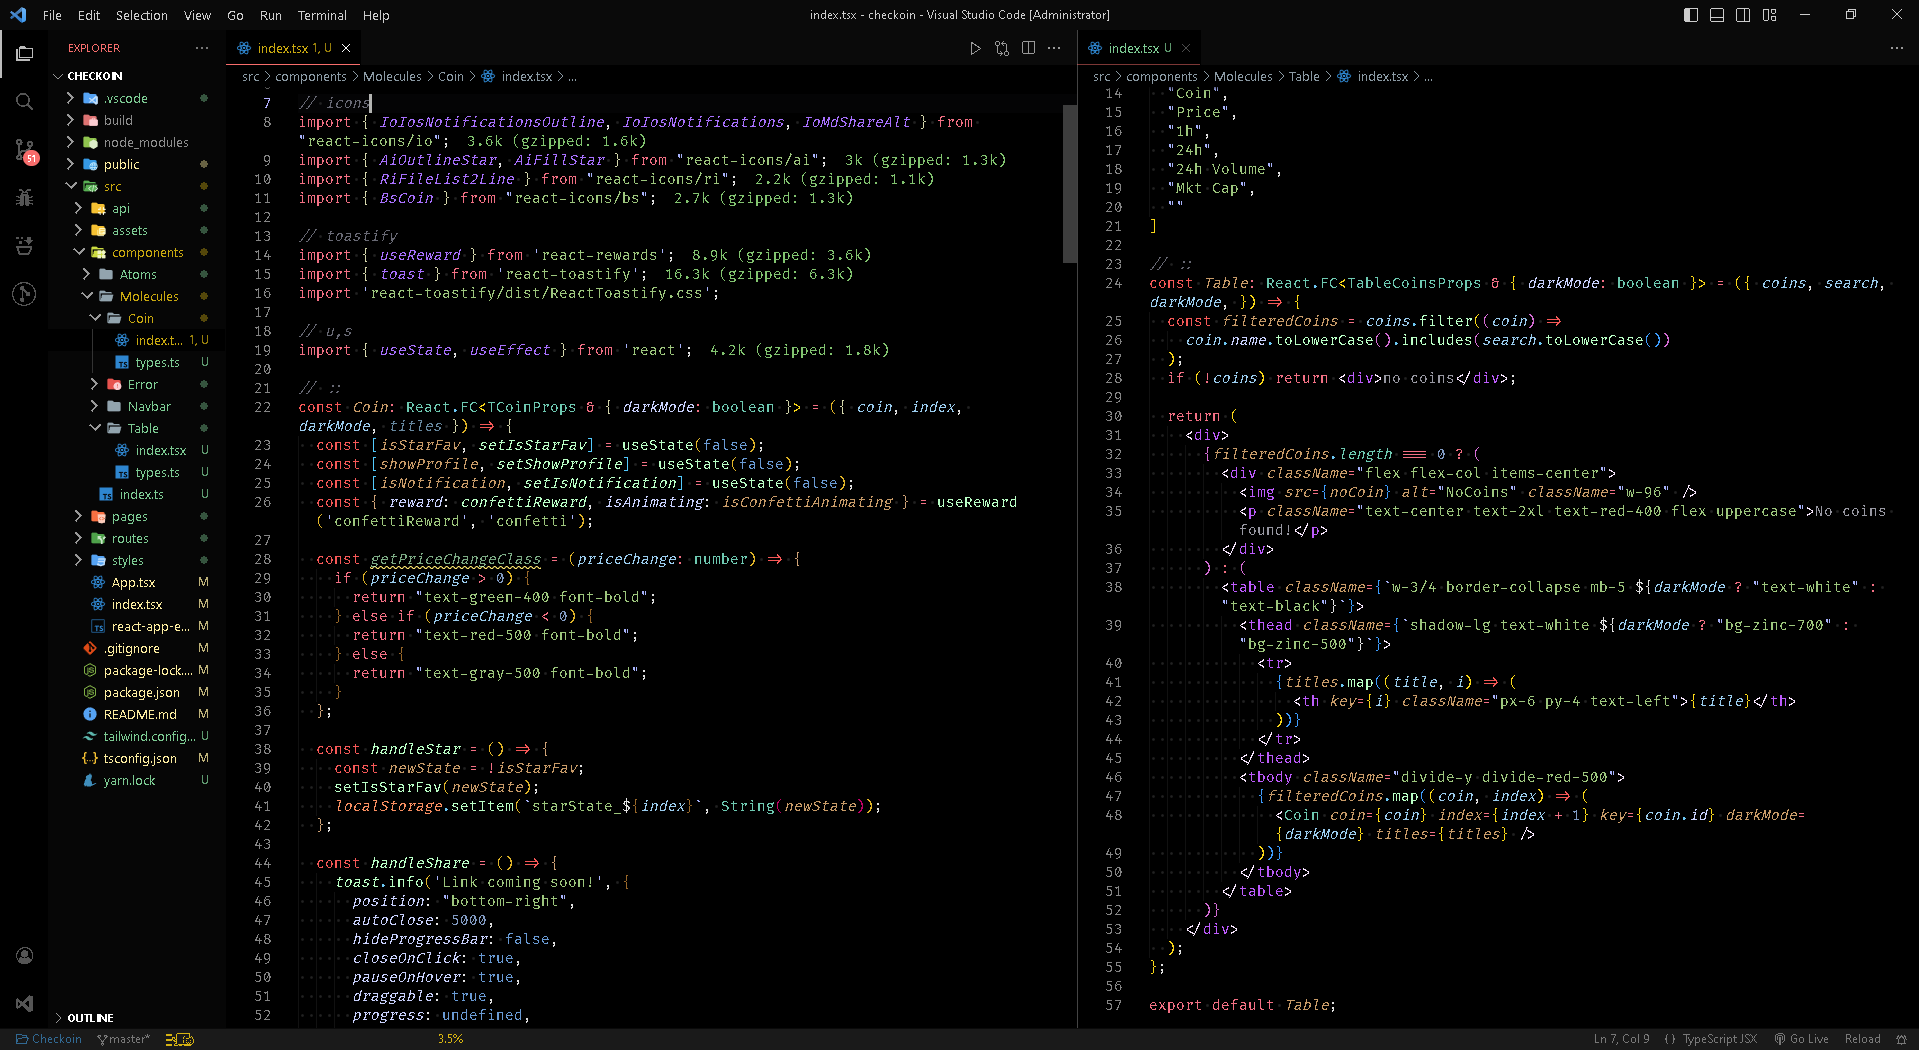 File Edit Selection View Go Run Terminal Help
index.tsx - checkoin - Visual Studio Code [Administrator]
EXPLORER
CHECKOIN
.vscode
build
node_modules
public
src
api
assets
components
Atoms
Molecules
Coin
index.t... 1, U
types.ts U
Error
Navbar
Table
index.tsx U
types.ts U
index.ts U
pages
routes
styles
App.tsx M
index.tsx M
react-app-e... M
.gitignore M
package-lock.... M
package.json M
README.md M
tailwind.config... U
tsconfig.json M
yarn.lock U
OUTLINE
51
index.tsx 1, U
src > components > Molecules > Coin > index.tsx > ...
7 // icons
8 import { IoIosNotificationsOutline, IoIosNotifications, IoMdShareAlt } from
"react-icons/io"; 3.6k (gzipped: 1.6k)
9 import { AiOutlineStar, AiFillStar } from "react-icons/ai"; 3k (gzipped: 1.3k)
10 import { RiFileList2Line } from "react-icons/ri"; 2.2k (gzipped: 1.1k)
11 import { BsCoin } from "react-icons/bs"; 2.7k (gzipped: 1.3k)
12
13 // toastify
14 import { useReward } from 'react-rewards'; 8.9k (gzipped: 3.6k)
15 import { toast } from 'react-toastify'; 16.3k (gzipped: 6.3k)
16 import 'react-toastify/dist/ReactToastify.css';
17
18 // u,s
19 import { useState, useEffect } from 'react'; 4.2k (gzipped: 1.8k)
20
21 // ::
22 const Coin: React.FC<TCoinProps & { darkMode: boolean }> = ({ coin, index,
darkMode, titles }) => {
23 const [isStarFav, setIsStarFav] = useState(false);
24 const [showProfile, setShowProfile] = useState(false);
25 const [isNotification, setIsNotification] = useState(false);
26 const { reward: confettiReward, isAnimating: isConfettiAnimating } = useReward
('confettiReward', 'confetti');
27
28 const getPriceChangeClass = (priceChange: number) => {
29 if (priceChange > 0) {
30 return "text-green-400 font-bold";
31 } else if (priceChange < 0) {
32 return "text-red-500 font-bold";
33 } else {
34 return "text-gray-500 font-bold";
35 }
36 };
37
38 const handleStar = () => {
39 const newState = !isStarFav;
40 setIsStarFav(newState);
41 localStorage.setItem(`starState_${index}`, String(newState));
42 };
43
44 const handleShare = () => {
45 toast.info('Link coming soon!', {
46 position: "bottom-right",
47 autoClose: 5000,
48 hideProgressBar: false,
49 closeOnClick: true,
50 pauseOnHover: true,
51 draggable: true,
52 progress: undefined,
index.tsx U
src > components > Molecules > Table > index.tsx > ...
14 "Coin",
15 "Price",
16 "1h",
17 "24h",
18 "24h Volume",
19 "Mkt Cap",
20 ""
21 ]
22
23 // ::
24 const Table: React.FC<TableCoinsProps & { darkMode: boolean }> = ({ coins, search,
darkMode, }) => {
25 const filteredCoins = coins.filter((coin) =>
26 coin.name.toLowerCase().includes(search.toLowerCase())
27 );
28 if (!coins) return <div>no coins</div>;
29
30 return (
31 <div>
32 {filteredCoins.length === 0 ? (
33 <div className="flex flex-col items-center">
34 <img src={noCoin} alt="NoCoins" className="w-96" />
35 <p className="text-center text-2xl text-red-400 flex uppercase">No coins
found!</p>
36 </div>
37 ) : (
38 <table className={`w-3/4 border-collapse mb-5 ${darkMode ? "text-white" :
"text-black"}`}>
39 <thead className={`shadow-lg text-white ${darkMode ? "bg-zinc-700" :
"bg-zinc-500"}`}>
40 <tr>
41 {titles.map((title, i) => (
42 <th key={i} className="px-6 py-4 text-left">{title}</th>
43 ))}
44 </tr>
45 </thead>
46 <tbody className="divide-y divide-red-500">
47 {filteredCoins.map((coin, index) => (
48 <Coin coin={coin} index={index + 1} key={coin.id} darkMode=
{darkMode} titles={titles} />
49 ))}
50 </tbody>
51 </table>
52 )}
53 </div>
54 );
55 };
56
57 export default Table;
Checkoin master* 3.5% Ln 7, Col 9 {} TypeScript JSX Go Live Reload